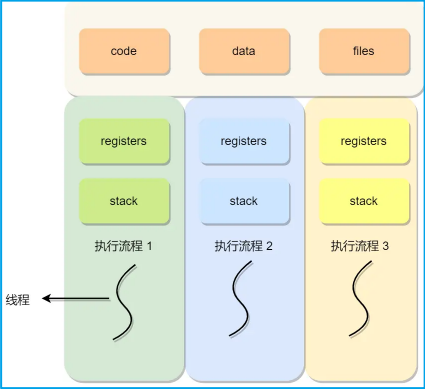 code data files
registers registers registers
stack stack stack
执行流程 1 执行流程 2 执行流程 3
线程